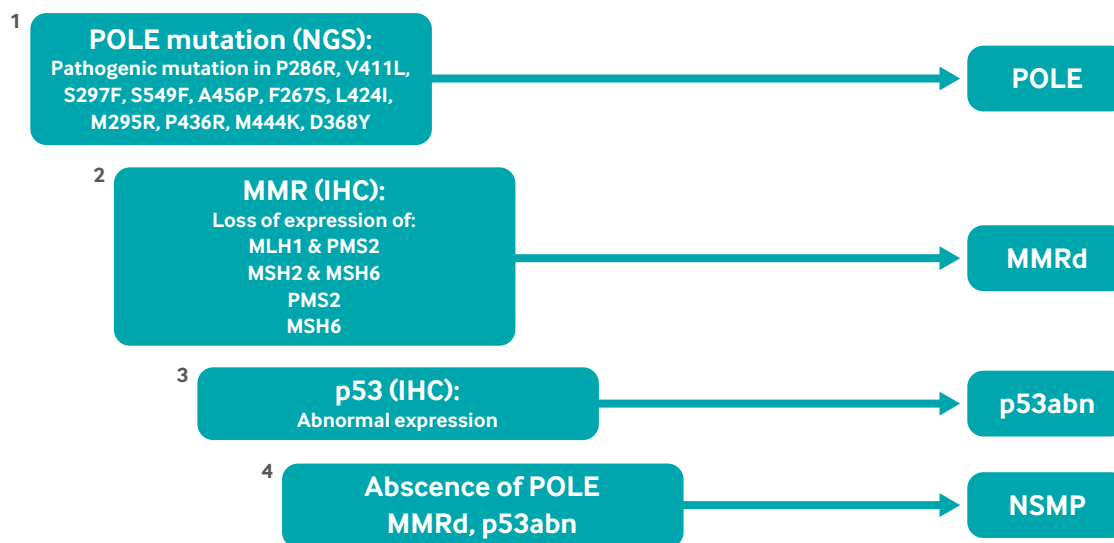 1
POLE mutation (NGS):
Pathogenic mutation in P286R, V411L,
S297F, S549F, A456P, F267S, L424I,
M295R, P436R, M444K, D368Y
POLE
2
MMR (IHC):
Loss of expression of:
MLH1 & PMS2
MSH2 & MSH6
PMS2
MSH6
MMRd
3
p53 (IHC):
Abnormal expression
p53abn
4
Abscence of POLE
MMRd, p53abn
NSMP